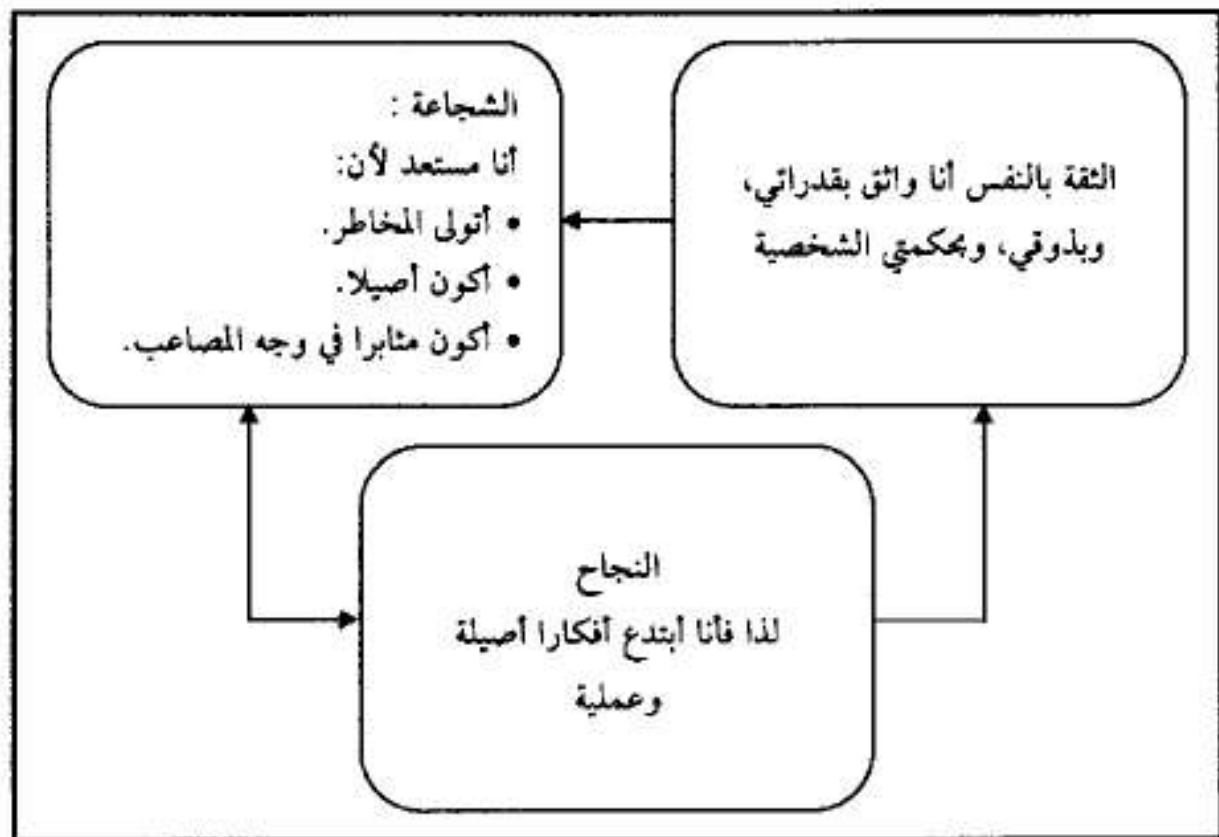 الثقة بالنفس أنا واثق بقدراتي،
وبذوقي، وبحكمتي الشخصية
الشجاعة :
أنا مستعد لأن:
• أتولى المخاطر.
• أكون أصيلا.
• أكون مثابرا في وجه المصاعب.
النجاح
لذا فأنا أبتدع أفكارا أصيلة
وعملية